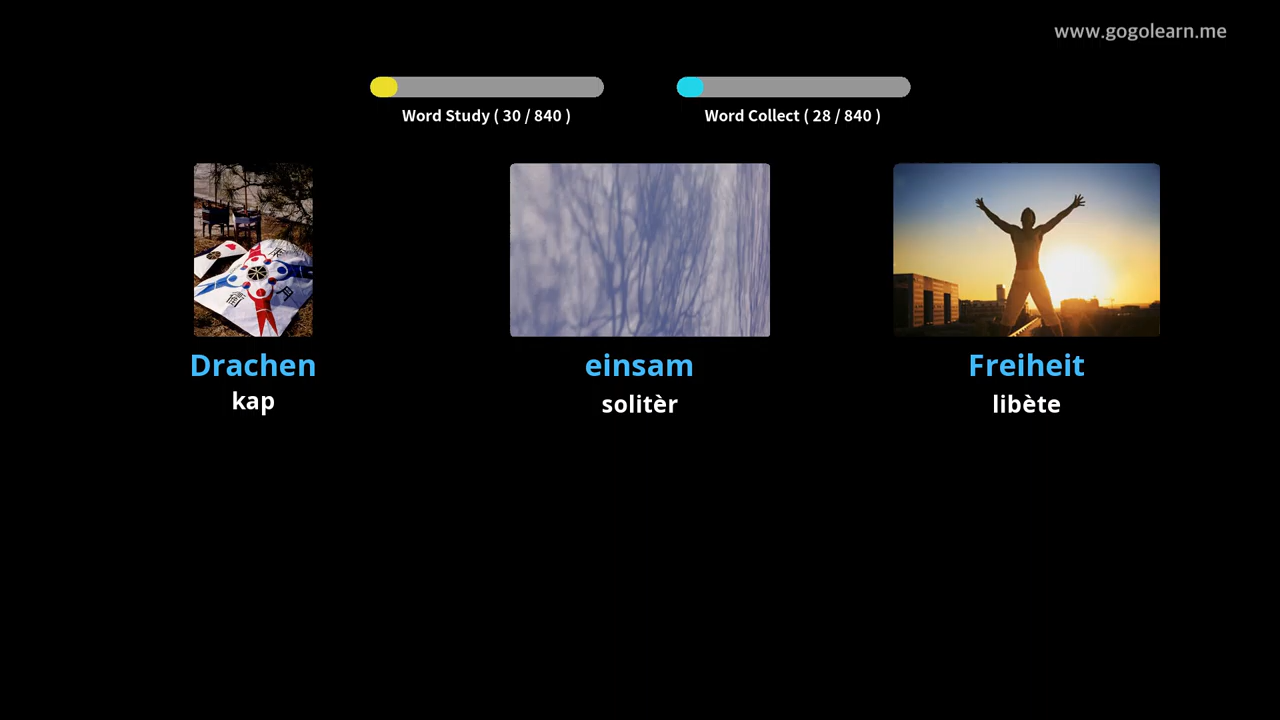 www.gogolearn.me
Word Study ( 30 / 840 )
Word Collect ( 28 / 840 )
Drachen
kap
einsam
solitèr
Freiheit
libète